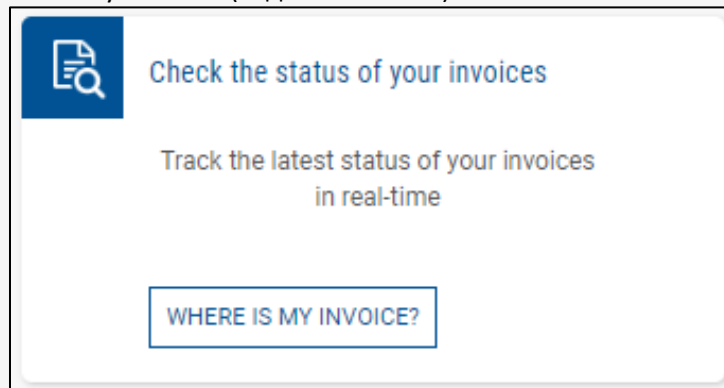 Check the status of your invoices
Track the latest status of your invoices
in real-time
WHERE IS MY INVOICE?